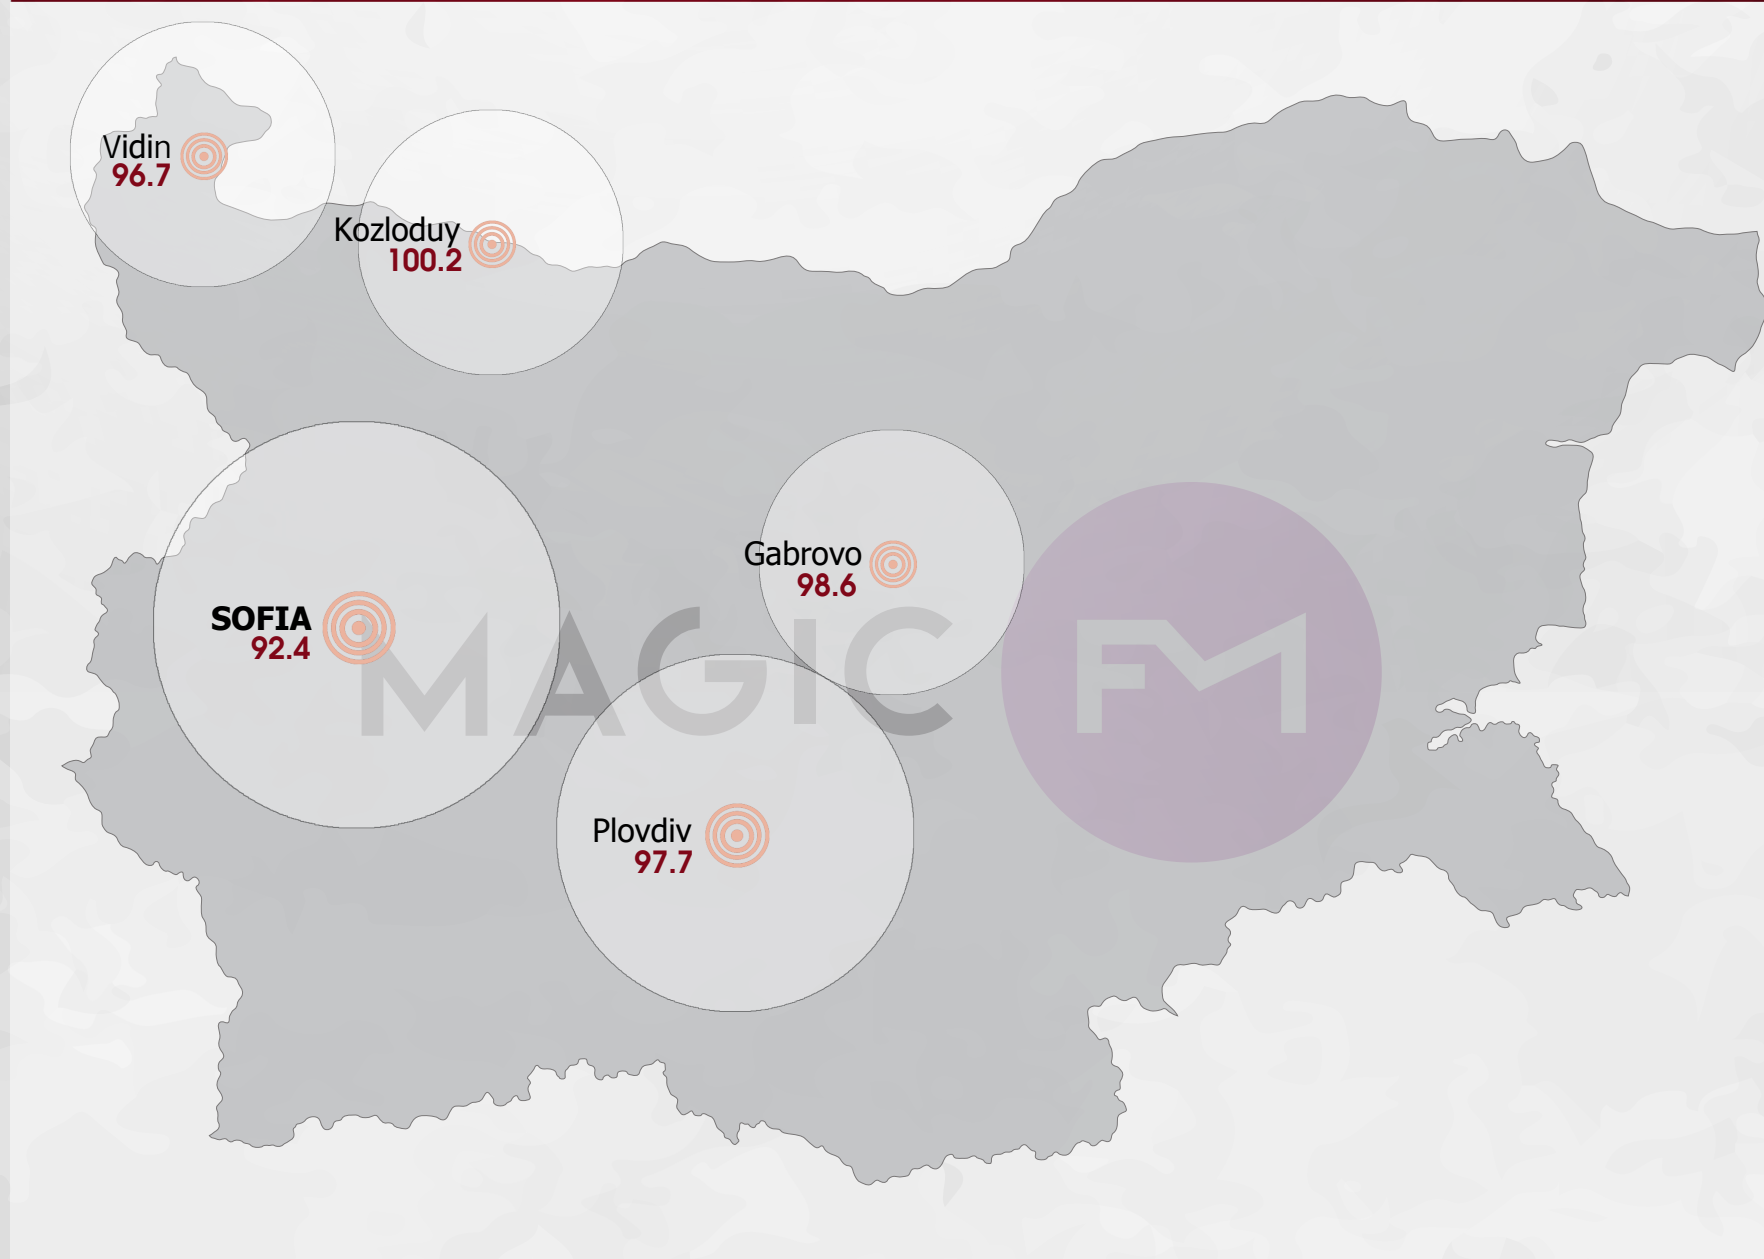 Vidin
96.7
Kozloduy
100.2
Gabrovo
98.6
SOFIA
92.4
MAGIC FM
Plovdiv
97.7